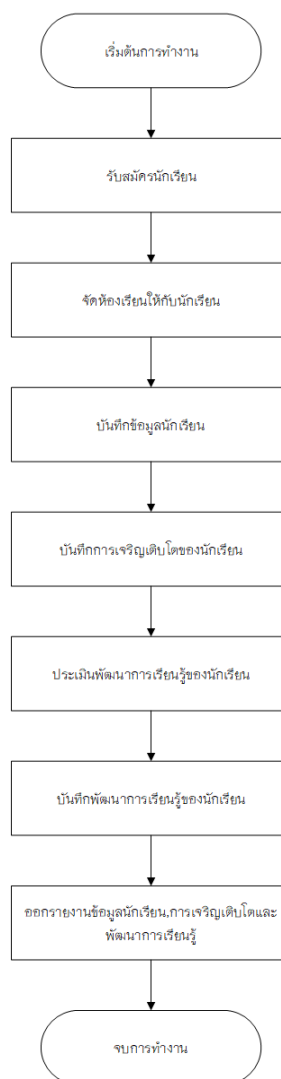 เริ่มต้นการทำงาน
รับสมัครนักเรียน
จัดห้องเรียนให้กับนักเรียน
บันทึกข้อมูลนักเรียน
บันทึกการเจริญเติบโตของนักเรียน
ประเมินพัฒนาการเรียนรู้ของนักเรียน
บันทึกพัฒนาการเรียนรู้ของนักเรียน
ออกรายงานข้อมูลนักเรียน,การเจริญเติบโตและ
พัฒนาการเรียนรู้
จบการทำงาน